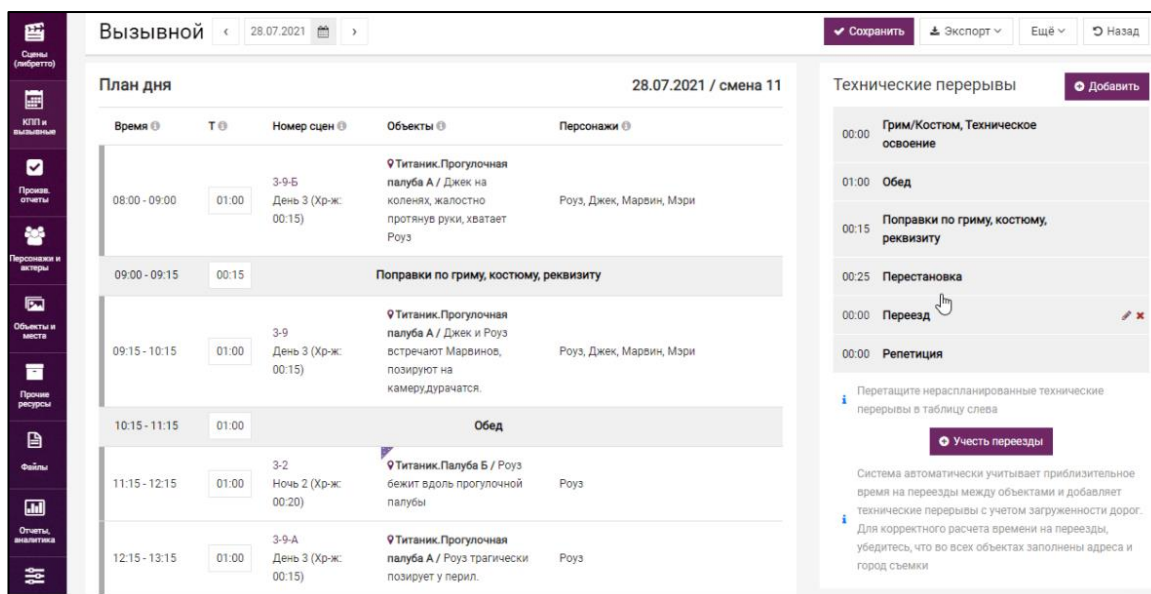 Сцены
(либретто)
КПП и
вызывные
Произв.
отчеты
Персонажи и
актеры
Объекты и
места
Прочие
ресурсы
Файлы
Отчеты,
аналитика
Вызывной
28.07.2021
Сохранить
Экспорт
Ещё
Назад
План дня
28.07.2021 / смена 11
Время Т Номер сцен Объекты Персонажи
08:00 - 09:00 01:00
3-9-Б
День 3 (Хр-ж:
00:15)
Титаник.Прогулочная
палуба А / Джек на
коленях, жалостно
протянув руки, хватает
Роуз
Роуз, Джек, Марвин, Мэри
09:00 - 09:15 00:15 Поправки по гриму, костюму, реквизиту
09:15 - 10:15 01:00
3-9
День 3 (Хр-ж:
00:15)
Титаник.Прогулочная
палуба А / Джек и Роуз
встречают Марвинов,
позируют на
камеру,дурачатся.
Роуз, Джек, Марвин, Мэри
10:15 - 11:15 01:00 Обед
11:15 - 12:15 01:00
3-2
Ночь 2 (Хр-ж:
00:20)
Титаник.Палуба Б / Роуз
бежит вдоль прогулочной
палубы
Роуз
12:15 - 13:15 01:00
3-9-А
День 3 (Хр-ж:
00:15)
Титаник.Прогулочная
палуба А / Роуз трагически
позирует у перил.
Роуз
Технические перерывы
Добавить
00:00 Грим/Костюм, Техническое
освоение
01:00 Обед
00:15 Поправки по гриму, костюму,
реквизиту
00:25 Перестановка
00:00 Переезд
00:00 Репетиция
Перетащите нераспланированные технические
перерывы в таблицу слева
Учесть переезды
Система автоматически учитывает приблизительное
время на переезды между объектами и добавляет
технические перерывы с учетом загруженности дорог.
Для корректного расчета времени на переезды,
убедитесь, что во всех объектах заполнены адреса и
город съемки